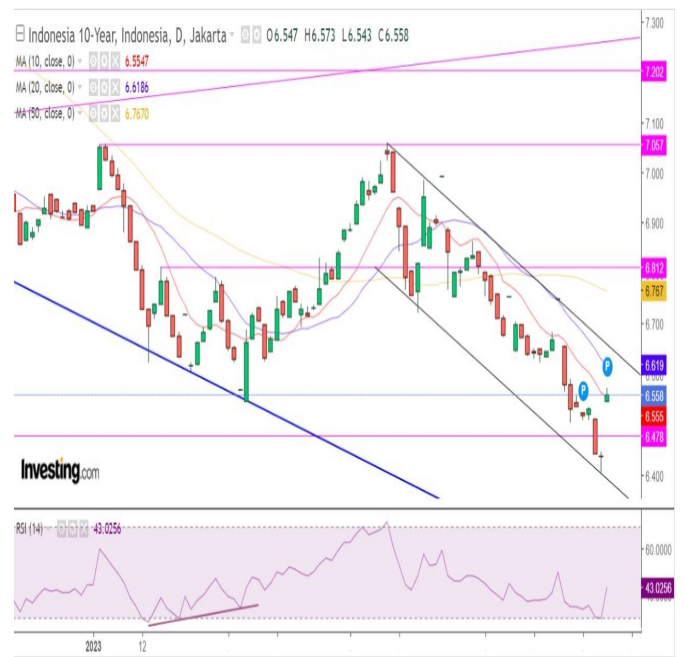 Indonesia 10-Year, Indonesia, D, Jakarta O6.547 H6.573 L6.543 C6.558
MA (10, close, 0) 6.5547
MA (20, close, 0) 6.6186
MA (50, close, 0) 6.7670
7.300
7.202
7.100
7.057
7.000
6.900
6.812
6.767
6.700
6.619
6.558
6.555
6.478
6.400
P
P
Investing.com
RSI (14) 43.0256
60.0000
43.0256
2023 12